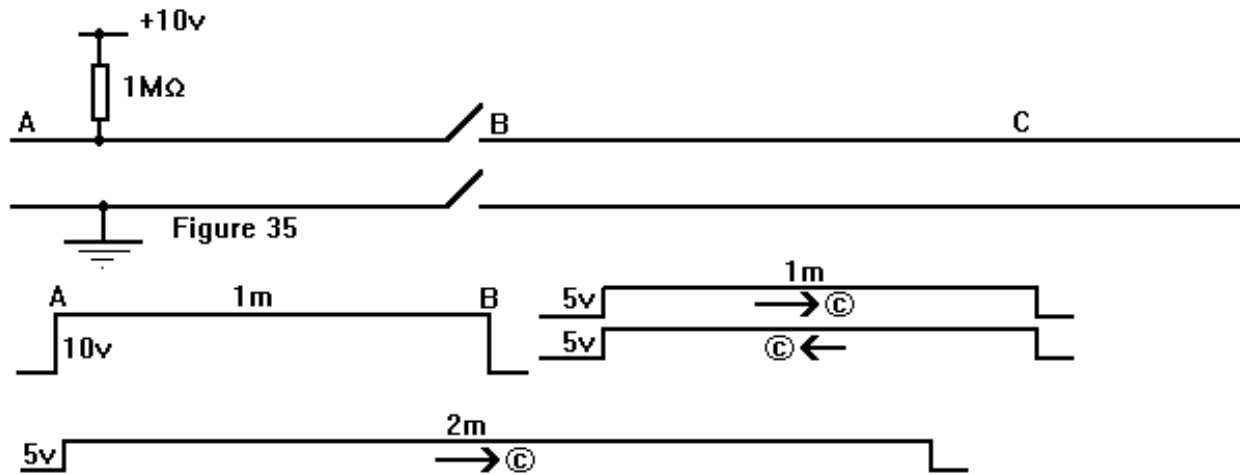 +10v
1MΩ
A B C
Figure 35
A 1m B
10v
1m
5v ⓒ
5v ⓒ
2m
5v ⓒ